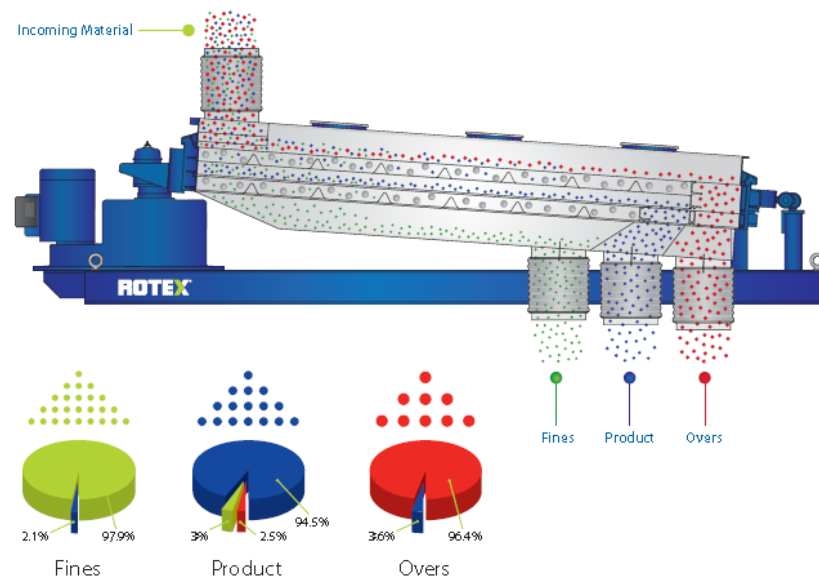 Incoming Material
ROTEX
Fines Product Overs
2.1% 97.9%
3% 2.5% 94.5%
3.6% 96.4%
Fines Product Overs